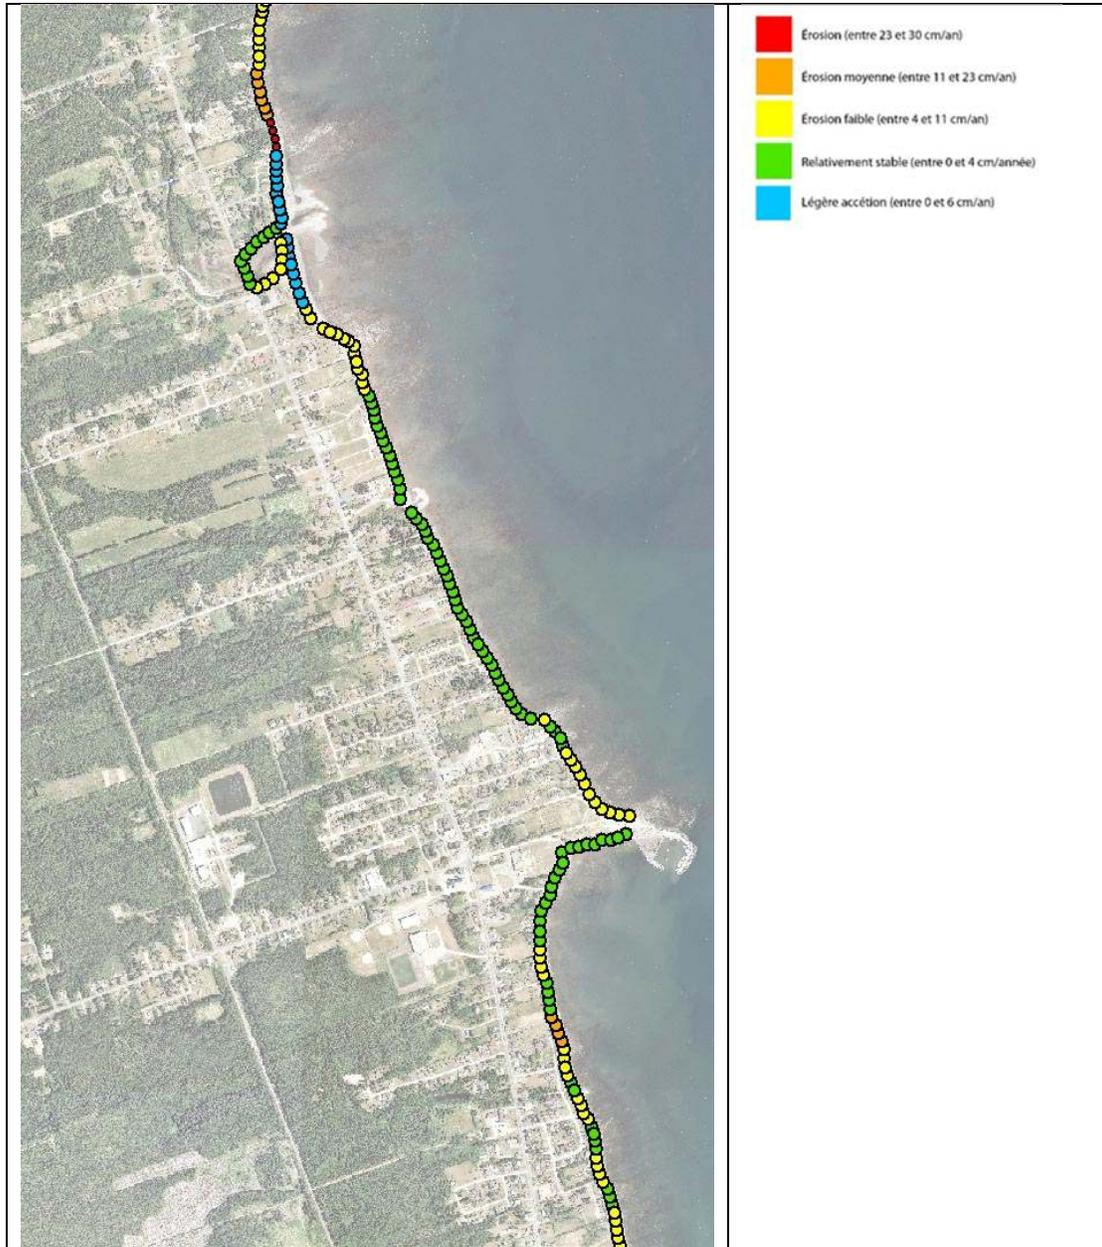 Érosion (entre 23 et 30 cm/an)
Érosion moyenne (entre 11 et 23 cm/an)
Érosion faible (entre 4 et 11 cm/an)
Relativement stable (entre 0 et 4 cm/année)
Légère accétion (entre 0 et 6 cm/an)